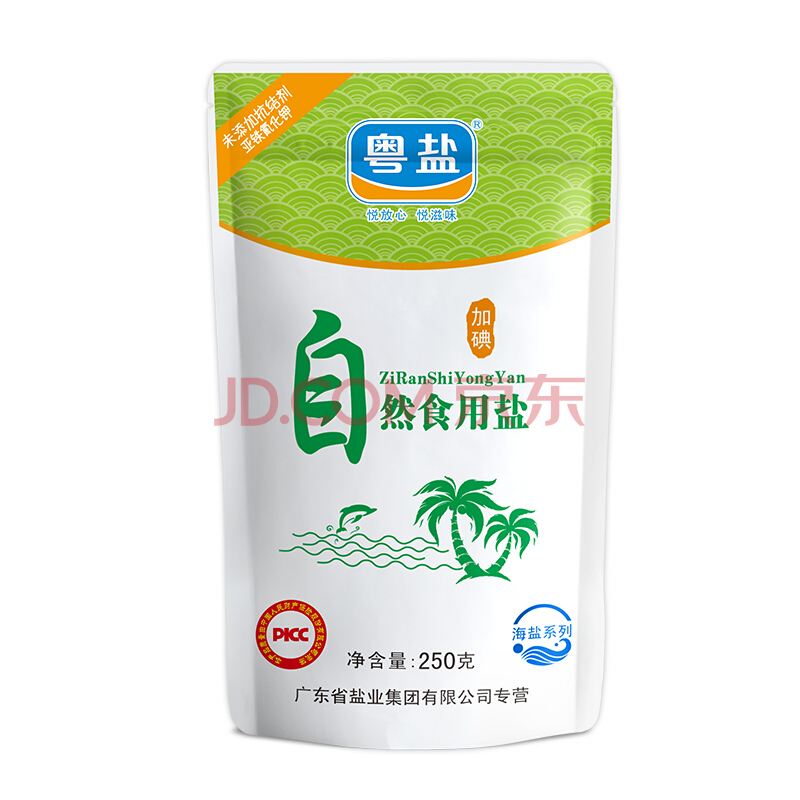 未添加抗结剂
亚铁氰化钾
粤盐®
悦放心 悦滋味
加碘
ZiRanShiYongYan
自然食用盐
JD.COM 京东
PICC
海盐系列
净含量:250克
广东省盐业集团有限公司专营